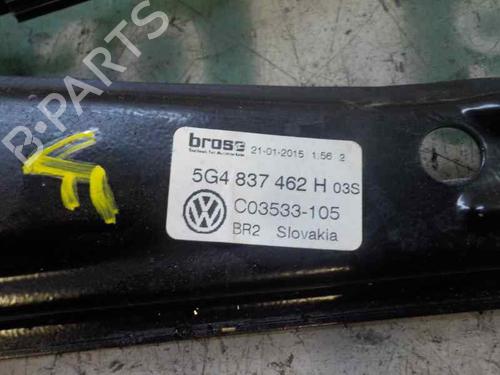 B-PARTS
brose
21-01-2015 1:56 2
5G4 837 462 H 03S
C03533-105
BR2 Slovakia